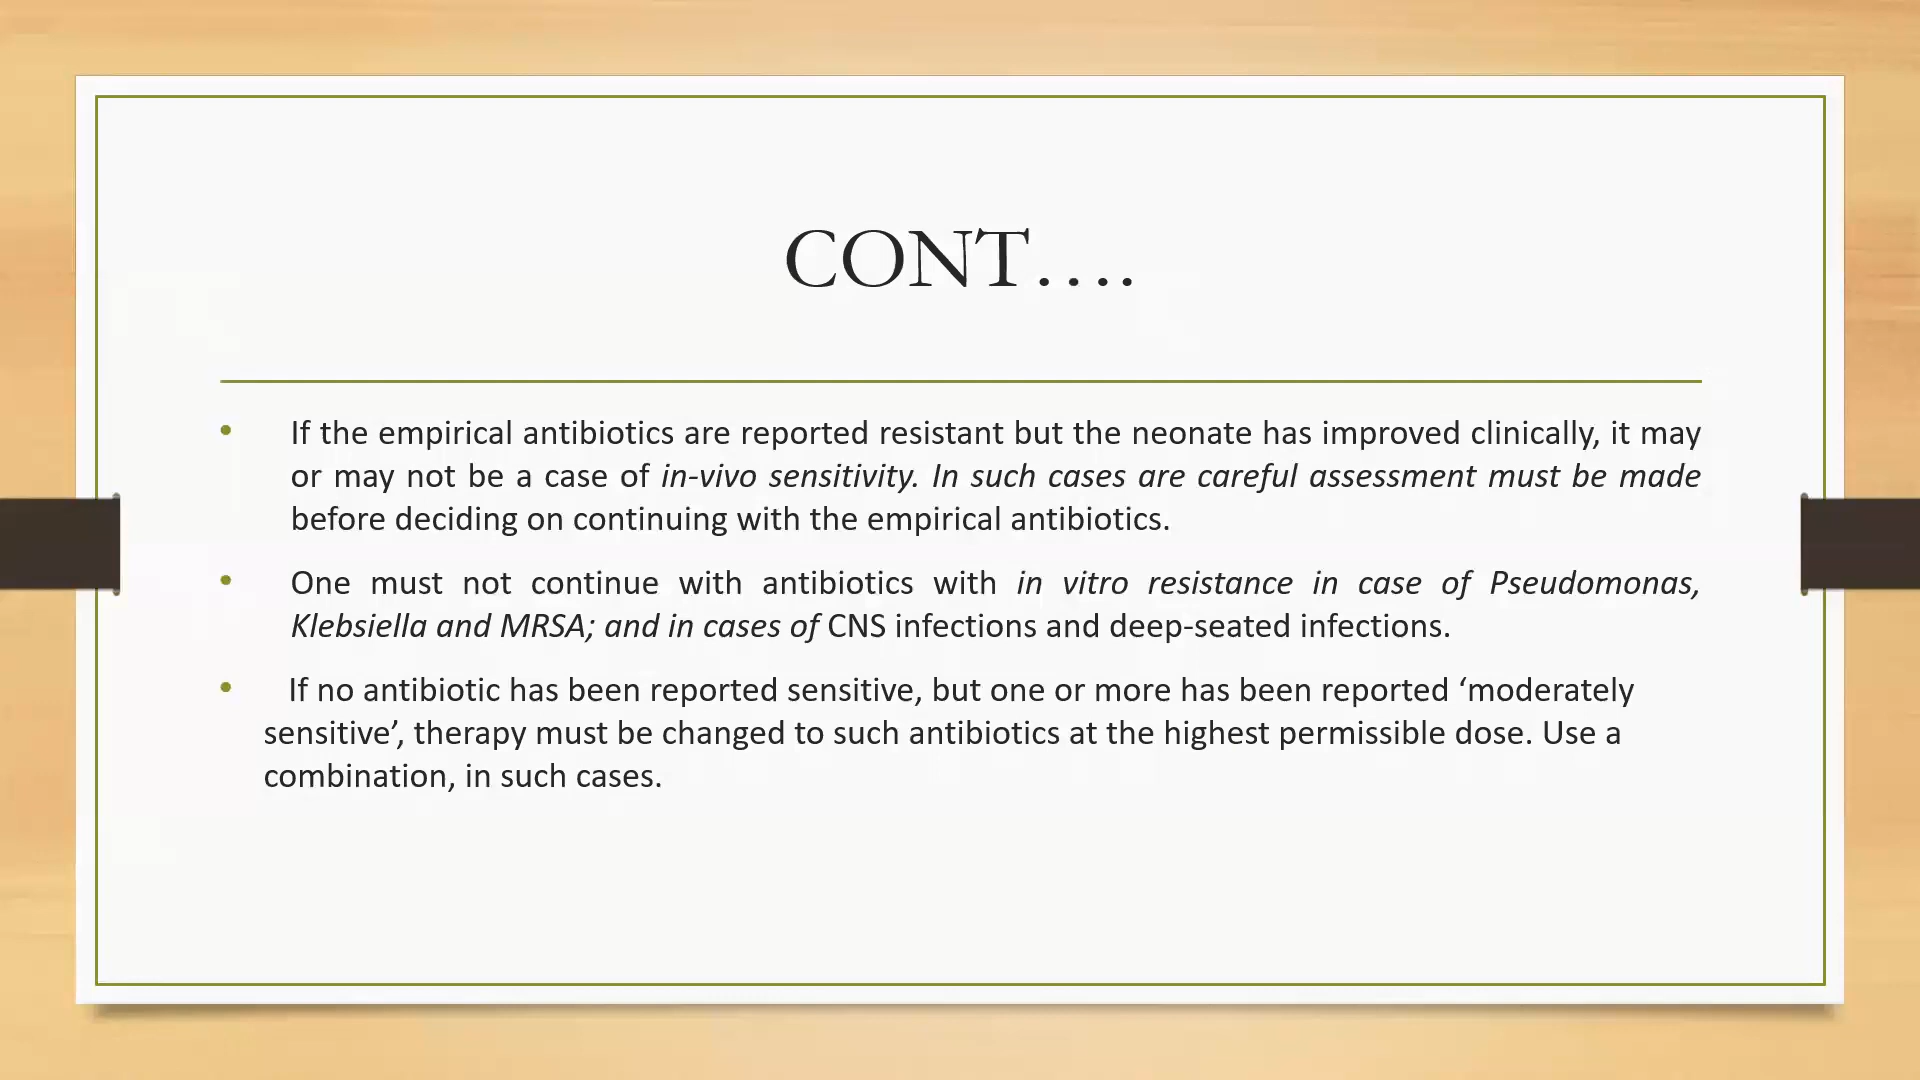 CONT....
• If the empirical antibiotics are reported resistant but the neonate has improved clinically, it may
or may not be a case of in-vivo sensitivity. In such cases are careful assessment must be made
before deciding on continuing with the empirical antibiotics.
• One must not continue with antibiotics with in vitro resistance in case of Pseudomonas,
Klebsiella and MRSA; and in cases of CNS infections and deep-seated infections.
• If no antibiotic has been reported sensitive, but one or more has been reported ‘moderately
sensitive’, therapy must be changed to such antibiotics at the highest permissible dose. Use a
combination, in such cases.